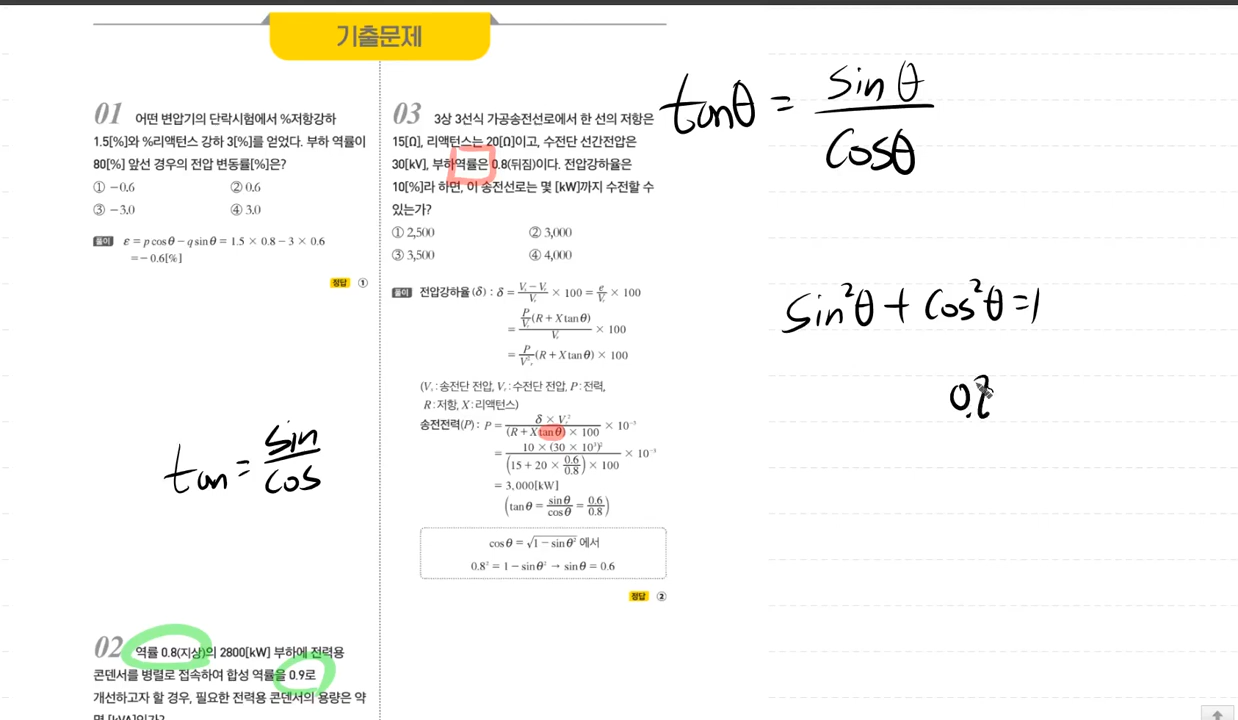 기출문제
01 어떤 변압기의 단락시험에서 %저항강하
1.5[%]와 %리액턴스 강하 3[%]를 얻었다. 부하 역률이
80[%] 앞선 경우의 전압 변동률[%]은?
① −0.6 ② 0.6
③ −3.0 ④ 3.0
풀이 ε = p cosθ − q sinθ = 1.5 × 0.8 − 3 × 0.6
= − 0.6[%]
정답 ①
tan = sin / cos
02 역률 0.8(지상)의 2800[kW] 부하에 전력용
콘덴서를 병렬로 접속하여 합성 역률을 0.9로
개선하고자 할 경우, 필요한 전력용 콘덴서의 용량은 약
몇 [kVA]인가?
03 3상 3선식 가공송전선로에서 한 선의 저항은
15[Ω], 리액턴스는 20[Ω]이고, 수전단 선간전압은
30[kV], 부하역률은 0.8(뒤짐)이다. 전압강하율은
10[%]라 하면, 이 송전선로는 몇 [kW]까지 수전할 수
있는가?
① 2,500 ② 3,000
③ 3,500 ④ 4,000
풀이 전압강하율(δ) : δ = (Vs − Vr) / Vr × 100 = e / Vr × 100
= P/Vr (R + X tanθ) / Vr × 100
= P / V²r (R + X tanθ) × 100
(Vs : 송전단 전압, Vr : 수전단 전압, P : 전력,
R : 저항, X : 리액턴스)
송전전력(P) : P = δ × Vr² / (R + X tanθ) × 100 × 10⁻³
= 10 × (30 × 10³)² / (15 + 20 × 0.6/0.8) × 100 × 10⁻³
= 3,000[kW]
(tanθ = sinθ / cosθ = 0.6 / 0.8)
cosθ = √1 − sinθ² 에서
0.8² = 1 − sinθ² → sinθ = 0.6
정답 ②
tanθ = sinθ / cosθ
sin²θ + cos²θ = 1